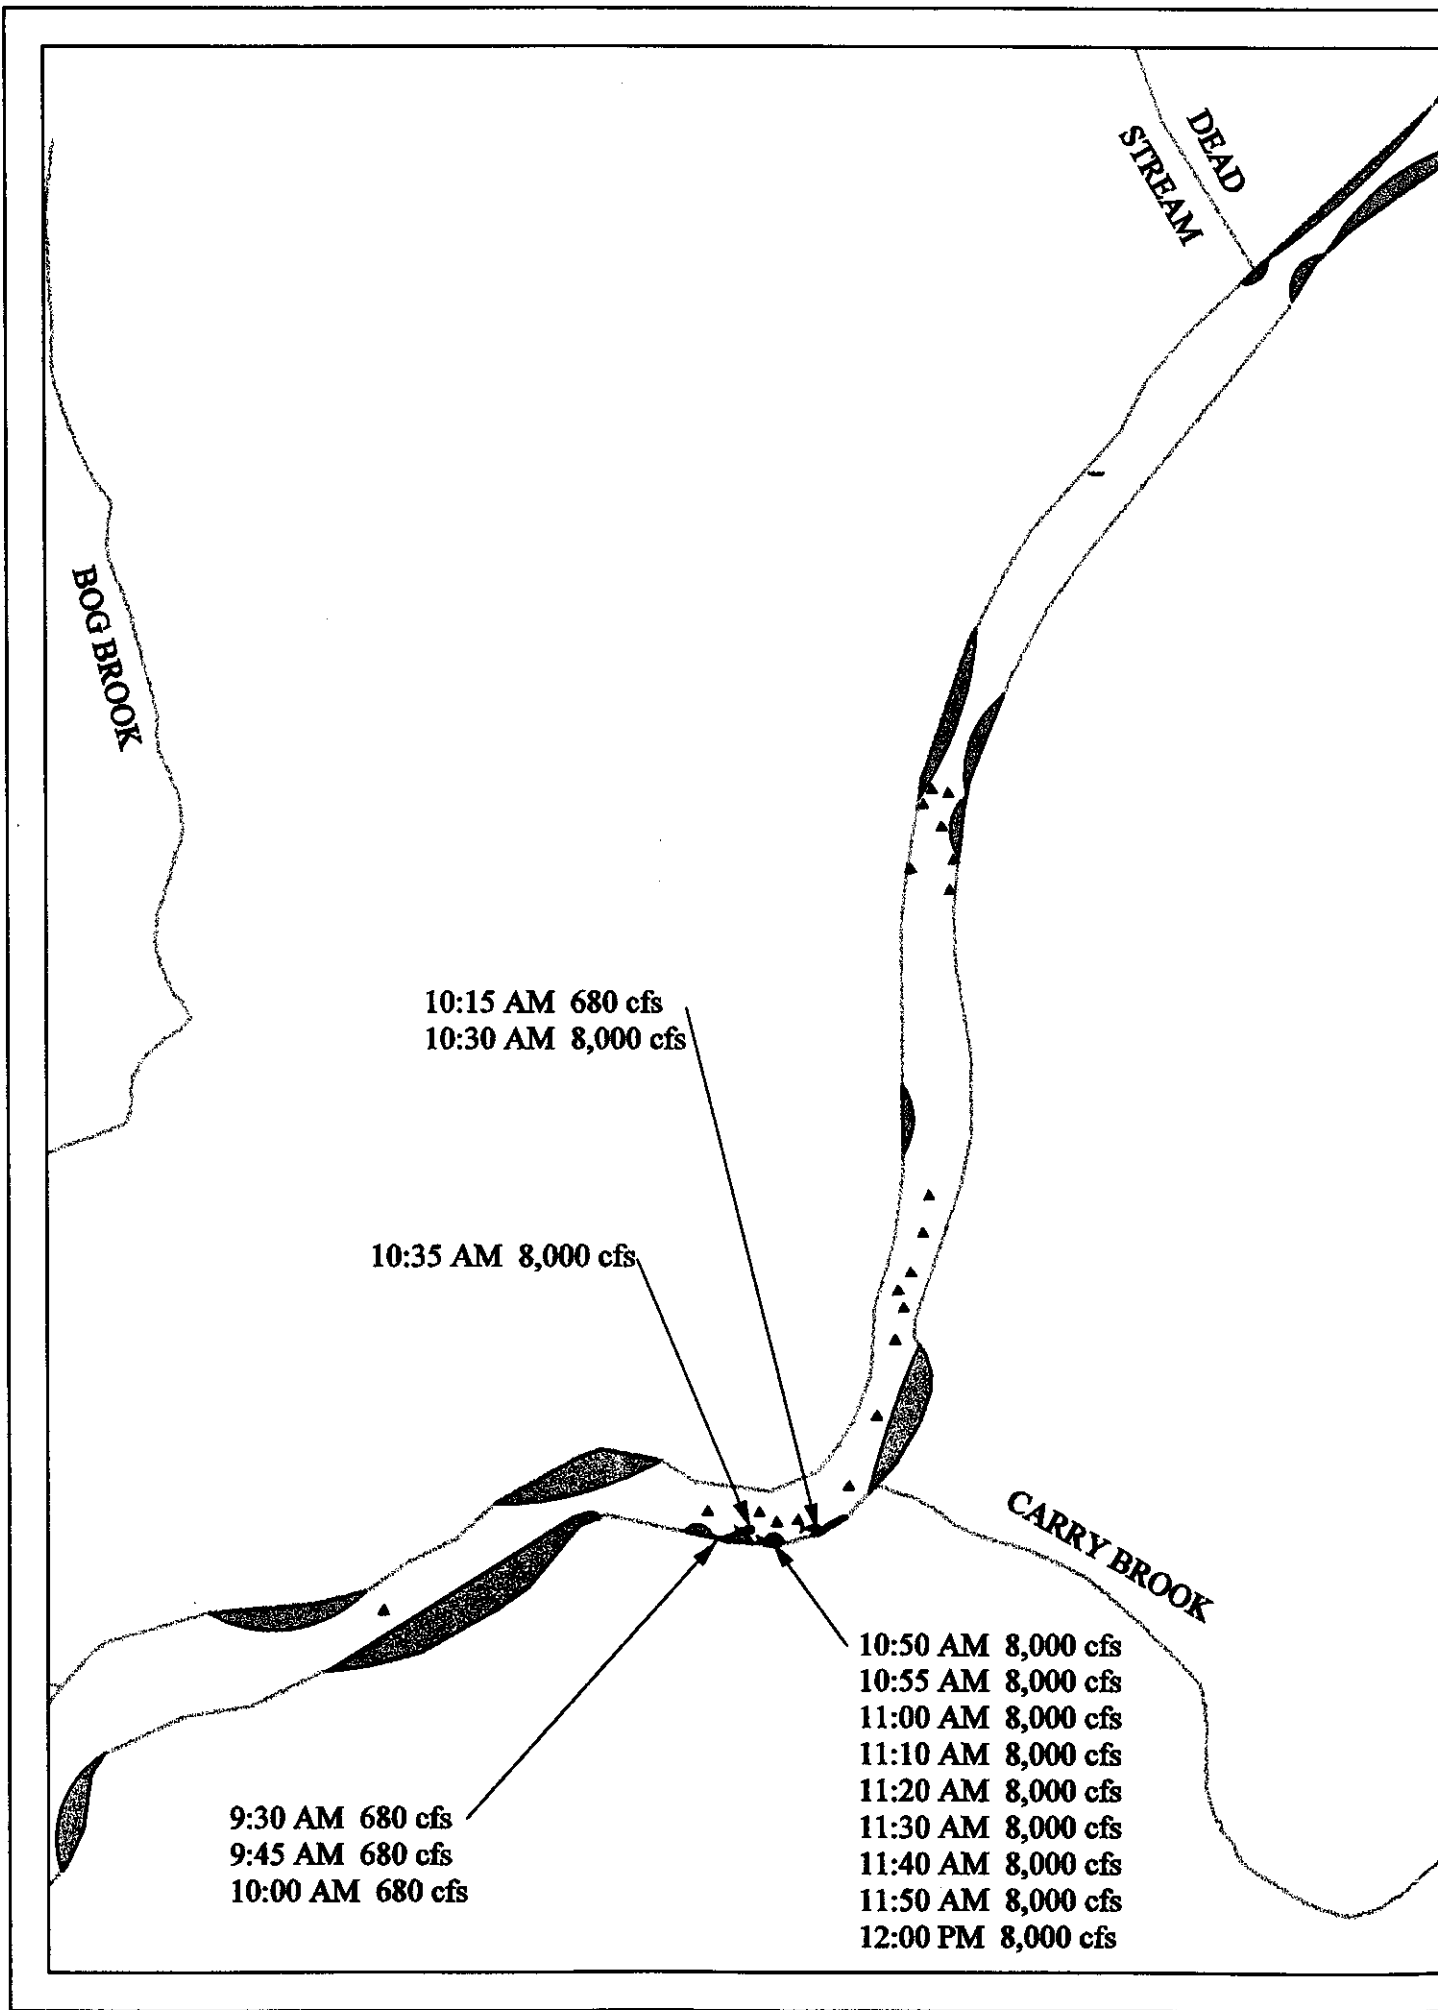 DEAD
STREAM
BOG BROOK
10:15 AM 680 cfs
10:30 AM 8,000 cfs
10:35 AM 8,000 cfs
CARRY BROOK
10:50 AM 8,000 cfs
10:55 AM 8,000 cfs
11:00 AM 8,000 cfs
11:10 AM 8,000 cfs
11:20 AM 8,000 cfs
11:30 AM 8,000 cfs
11:40 AM 8,000 cfs
11:50 AM 8,000 cfs
12:00 PM 8,000 cfs
9:30 AM 680 cfs
9:45 AM 680 cfs
10:00 AM 680 cfs